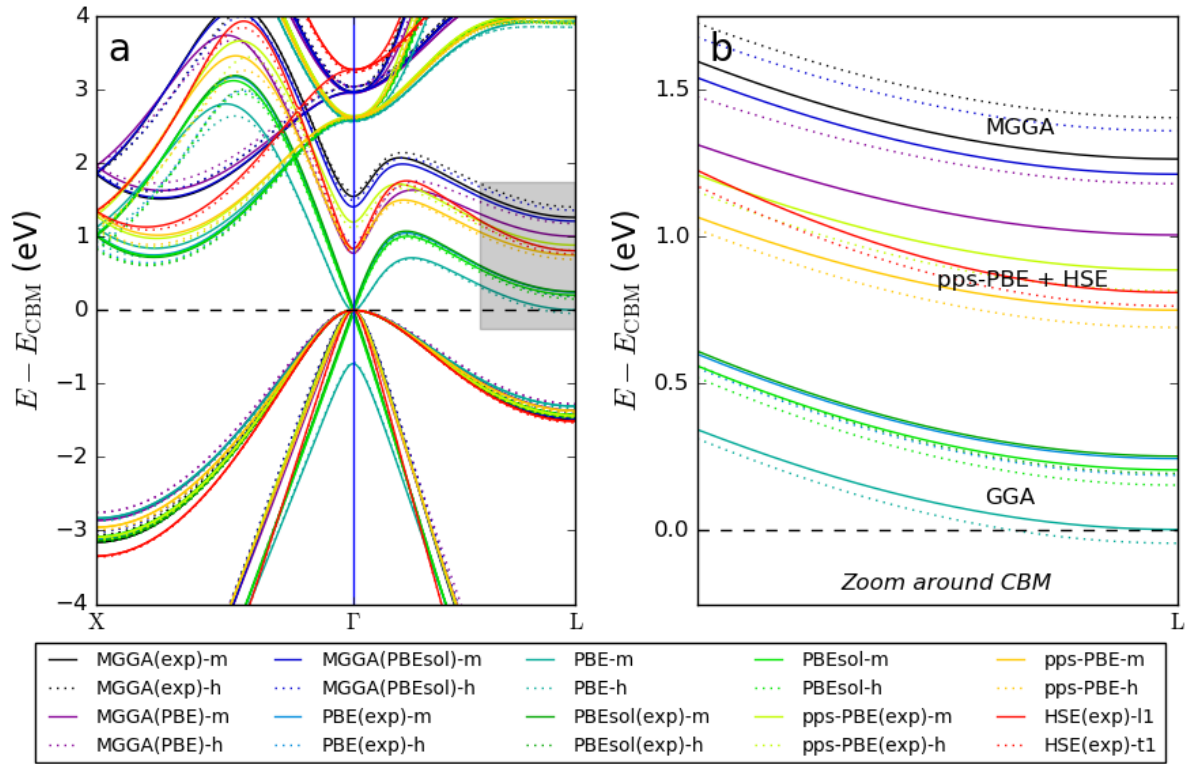 a
b
E − E_CBM (eV)
4
3
2
1
0
−1
−2
−3
−4
X
Γ
L
E − E_CBM (eV)
1.5
1.0
0.5
0.0
MGGA
pps-PBE + HSE
GGA
Zoom around CBM
L
MGGA(exp)-m
MGGA(exp)-h
MGGA(PBE)-m
MGGA(PBE)-h
MGGA(PBEsol)-m
MGGA(PBEsol)-h
PBE(exp)-m
PBE(exp)-h
PBE-m
PBE-h
PBEsol(exp)-m
PBEsol(exp)-h
PBEsol-m
PBEsol-h
pps-PBE(exp)-m
pps-PBE(exp)-h
pps-PBE-m
pps-PBE-h
HSE(exp)-l1
HSE(exp)-t1